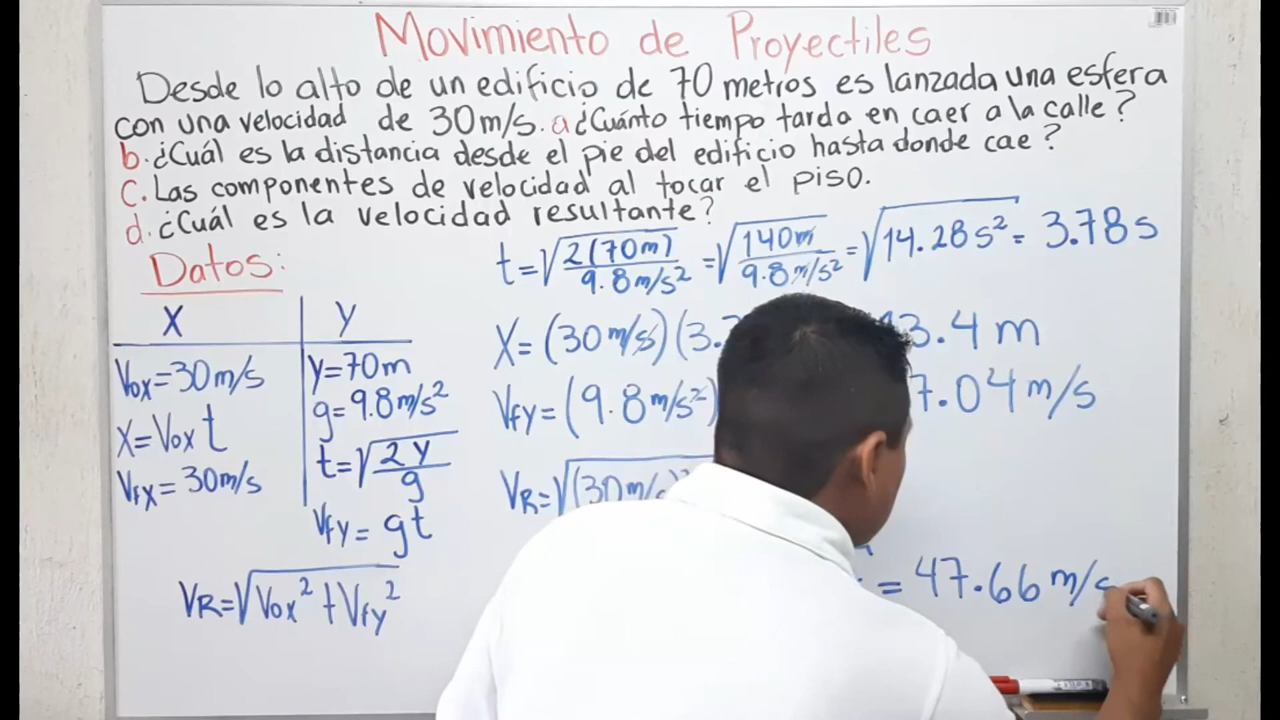 Movimiento de Proyectiles
Desde lo alto de un edificio de 70 metros es lanzada una esfera
con una velocidad de 30m/s. a ¿Cuánto tiempo tarda en caer a la calle?
b. ¿Cuál es la distancia desde el pie del edificio hasta donde cae?
C. Las componentes de velocidad al tocar el piso.
d. ¿Cuál es la velocidad resultante?
Datos:
X Y
Vox=30m/s y=70m
g=9.8m/s²
X=Vox t t=√(2y/g)
Vfx=30m/s
Vfy=gt
VR=√(Vox²+Vfy²)
t=√(2(70m)/9.8m/s²)=√(140m/9.8m/s²)=√14.28s²=3.78s
X=(30m/s)(3. 3.4m
Vfy=(9.8m/s²) 7.04m/s
VR=√(30m/s)²
=47.66m/s